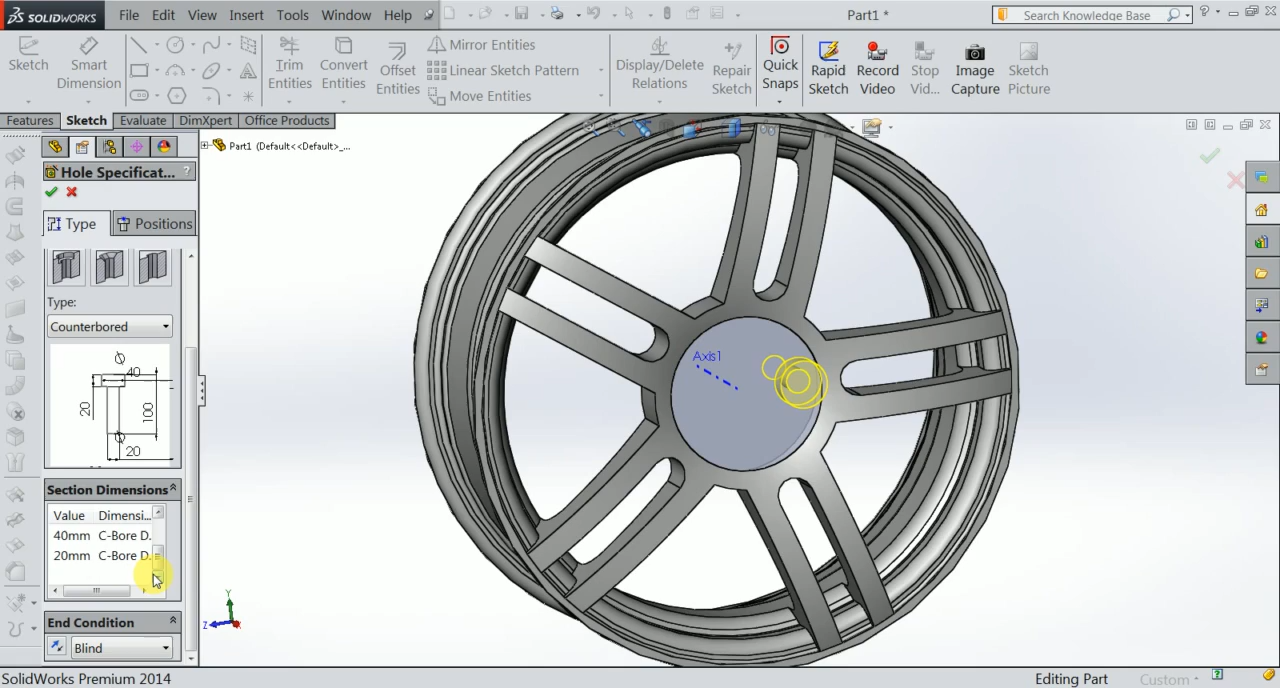 SOLIDWORKS File Edit View Insert Tools Window Help Part1 * Search Knowledge Base ?
Sketch Smart Dimension Trim Entities Convert Entities Offset Entities Mirror Entities Linear Sketch Pattern Move Entities Display/Delete Relations Repair Sketch Quick Snaps Rapid Sketch Record Video Stop Vid... Image Capture Sketch Picture
Features Sketch Evaluate DimXpert Office Products
Part1 (Default<<Default>_...
Hole Specificat... ?
Type Positions
Type:
Counterbored
40
20
100
20
Axis1
Section Dimensions
Value Dimensi...
40mm C-Bore D.
20mm C-Bore D.
End Condition
Blind
Y
Z
SolidWorks Premium 2014 Editing Part Custom